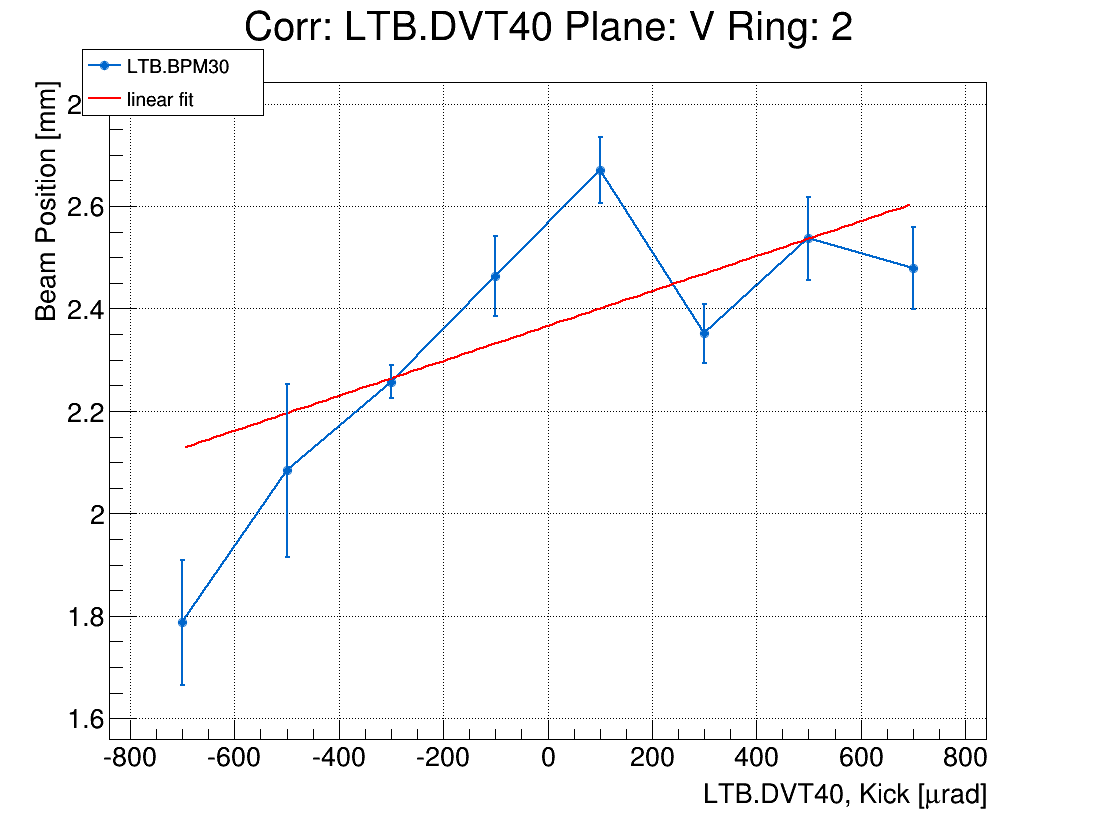 Corr: LTB.DVT40 Plane: V Ring: 2
LTB.BPM30
linear fit
Beam Position [mm]
2
2.6
2.4
2.2
2
1.8
1.6
-800 -600 -400 -200 0 200 400 600 800
LTB.DVT40, Kick [μrad]